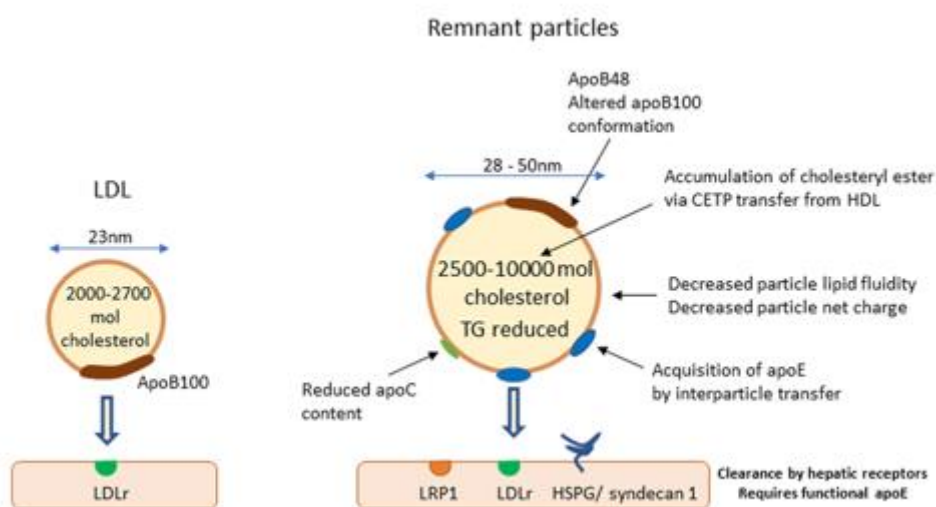 Remnant particles
ApoB48
Altered apoB100
conformation
28 - 50nm
Accumulation of cholesteryl ester
via CETP transfer from HDL
LDL
23nm
2000-2700
mol
cholesterol
ApoB100
2500-10000 mol
cholesterol
TG reduced
Decreased particle lipid fluidity
Decreased particle net charge
Reduced apoC
content
Acquisition of apoE
by interparticle transfer
LDLr
LRP1
LDLr
HSPG/ syndecan 1
Clearance by hepatic receptors
Requires functional apoE